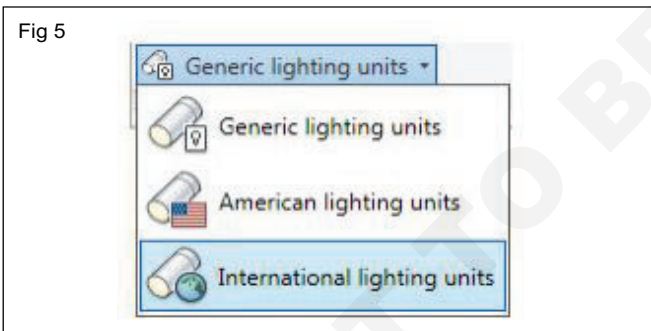 Fig 5
Generic lighting units
Generic lighting units
American lighting units
International lighting units